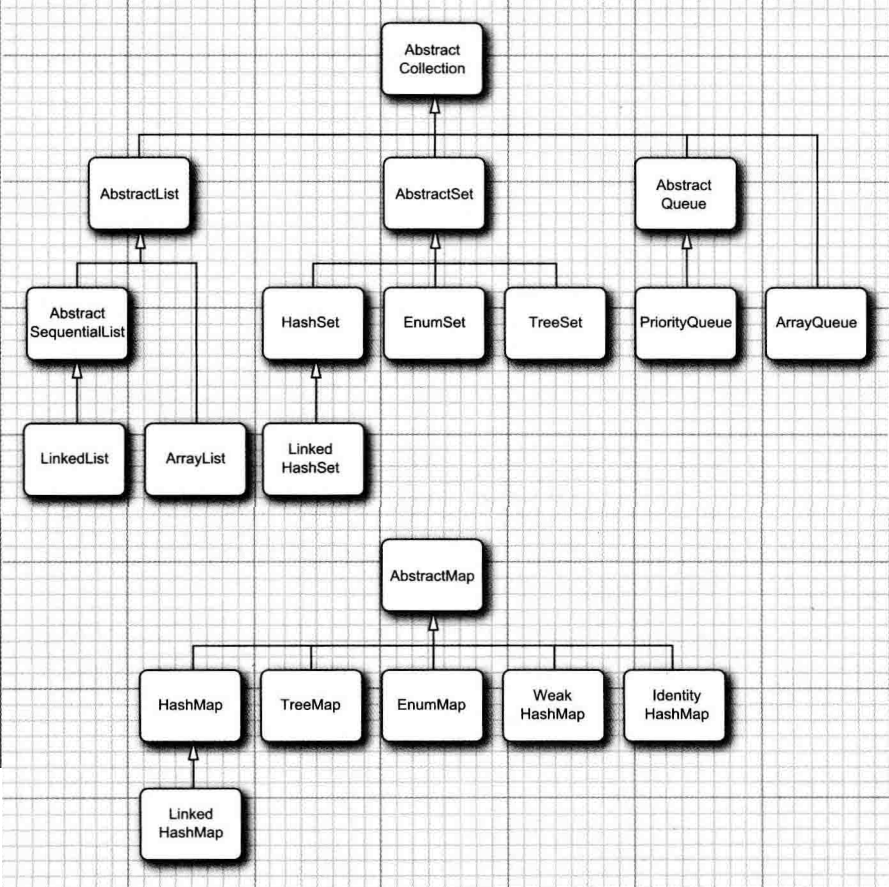 Abstract
Collection
AbstractList
AbstractSet
Abstract
Queue
Abstract
SequentialList
HashSet
EnumSet
TreeSet
PriorityQueue
ArrayQueue
LinkedList
ArrayList
Linked
HashSet
AbstractMap
HashMap
TreeMap
EnumMap
Weak
HashMap
Identity
HashMap
Linked
HashMap